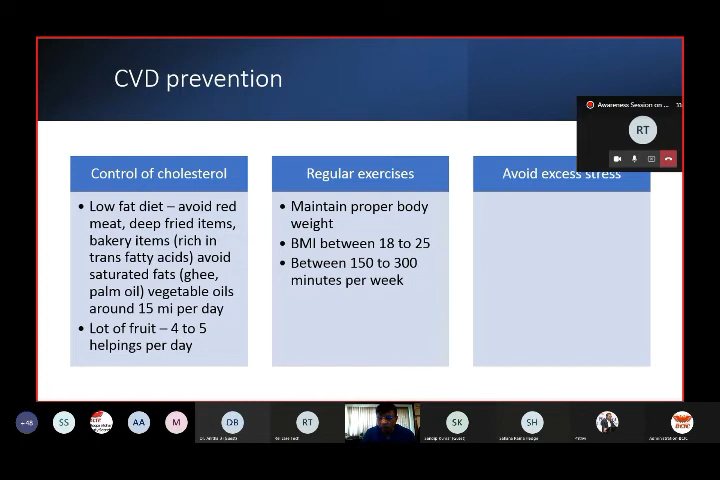 CVD prevention
Awareness Session on ...
RT
Control of cholesterol
• Low fat diet – avoid red
meat, deep fried items,
bakery items (rich in
trans fatty acids) avoid
saturated fats (ghee,
palm oil) vegetable oils
around 15 mi per day
• Lot of fruit – 4 to 5
helpings per day
Regular exercises
• Maintain proper body
weight
• BMI between 18 to 25
• Between 150 to 300
minutes per week
Avoid excess stress
+48
SS
AA
M
DB
RT
SK
SH
BCIC